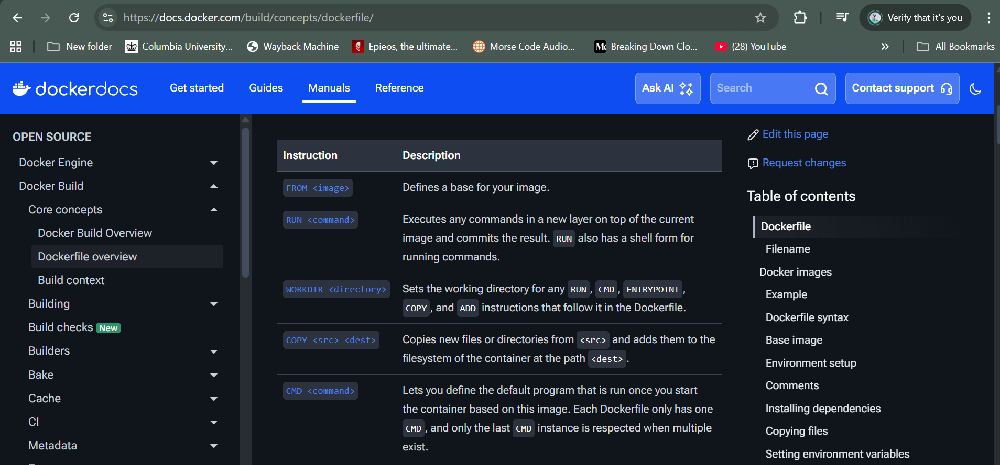 https://docs.docker.com/build/concepts/dockerfile/
Verify that it's you
New folder
Columbia University...
Wayback Machine
Epieos, the ultimate...
Morse Code Audio...
Breaking Down Clo...
(28) YouTube
All Bookmarks
dockerdocs
Get started
Guides
Manuals
Reference
Ask AI
Search
Contact support
OPEN SOURCE
Docker Engine
Docker Build
Core concepts
Docker Build Overview
Dockerfile overview
Build context
Building
Build checks New
Builders
Bake
Cache
CI
Metadata
Instruction Description
FROM <image> Defines a base for your image.
RUN <command> Executes any commands in a new layer on top of the current
image and commits the result. RUN also has a shell form for
running commands.
WORKDIR <directory> Sets the working directory for any RUN, CMD, ENTRYPOINT,
COPY, and ADD instructions that follow it in the Dockerfile.
COPY <src> <dest> Copies new files or directories from <src> and adds them to the
filesystem of the container at the path <dest>.
CMD <command> Lets you define the default program that is run once you start
the container based on this image. Each Dockerfile only has one
CMD, and only the last CMD instance is respected when multiple
exist.
Edit this page
Request changes
Table of contents
Dockerfile
Filename
Docker images
Example
Dockerfile syntax
Base image
Environment setup
Comments
Installing dependencies
Copying files
Setting environment variables